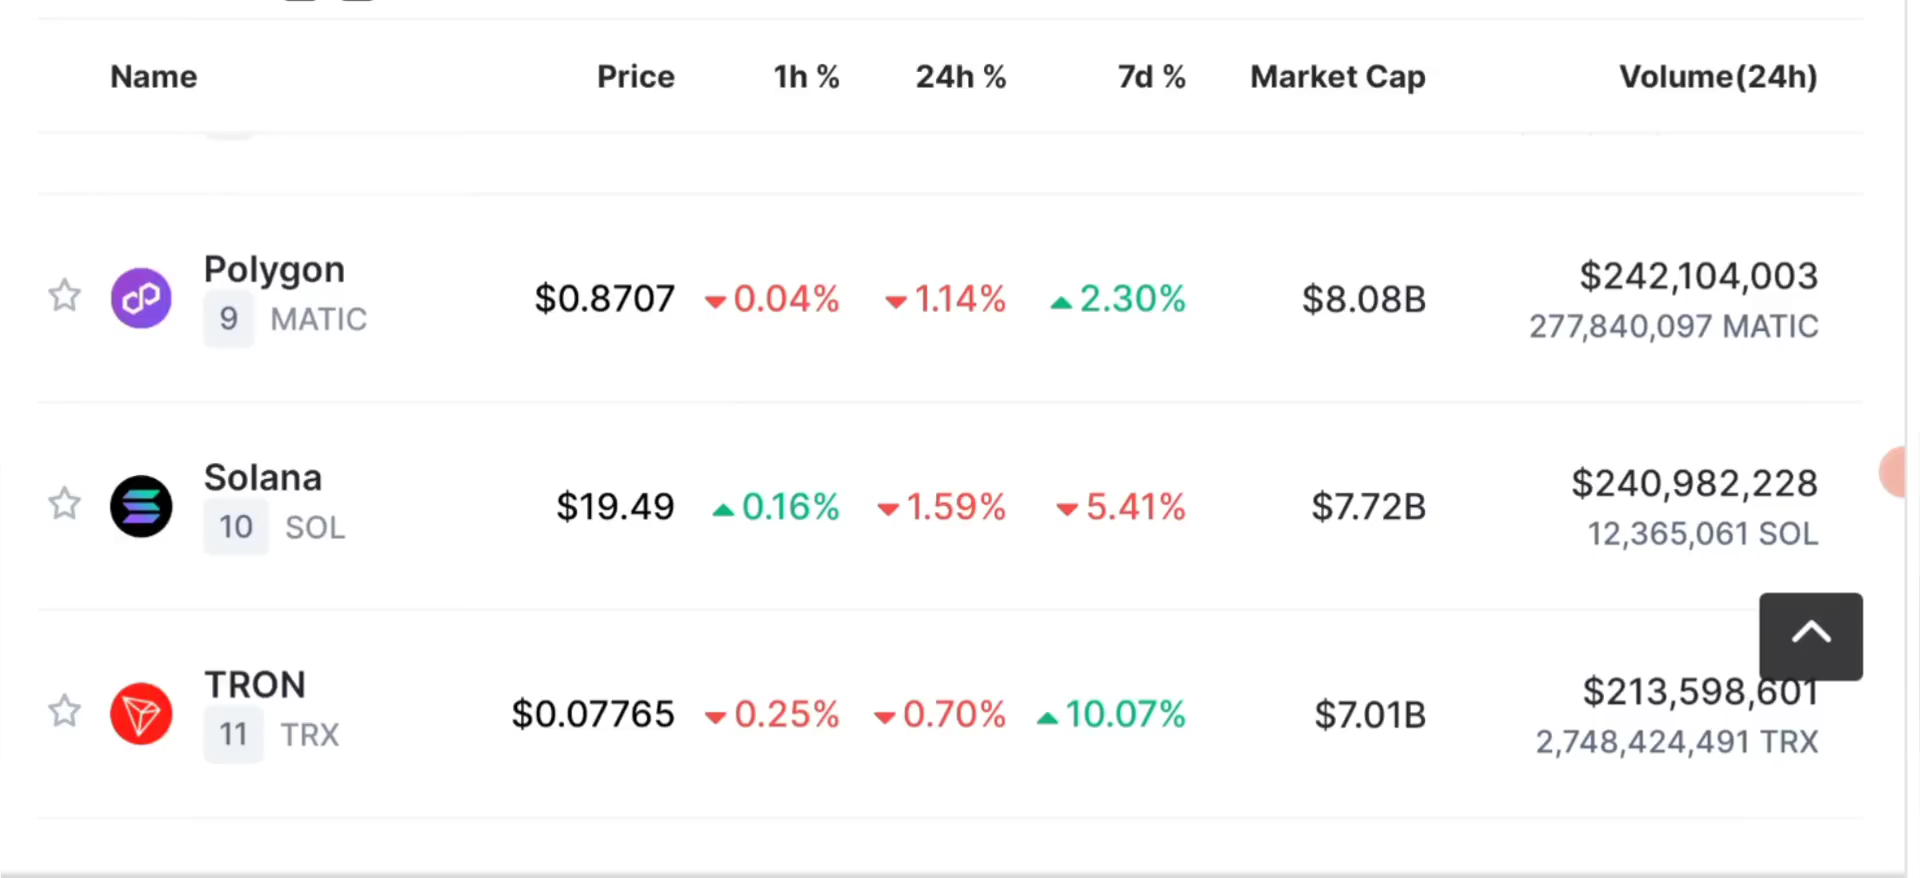 Name Price 1h % 24h % 7d % Market Cap Volume(24h)
Polygon
9 MATIC
$0.8707 0.04% 1.14% 2.30% $8.08B
$242,104,003
277,840,097 MATIC
Solana
10 SOL
$19.49 0.16% 1.59% 5.41% $7.72B
$240,982,228
12,365,061 SOL
TRON
11 TRX
$0.07765 0.25% 0.70% 10.07% $7.01B
$213,598,601
2,748,424,491 TRX